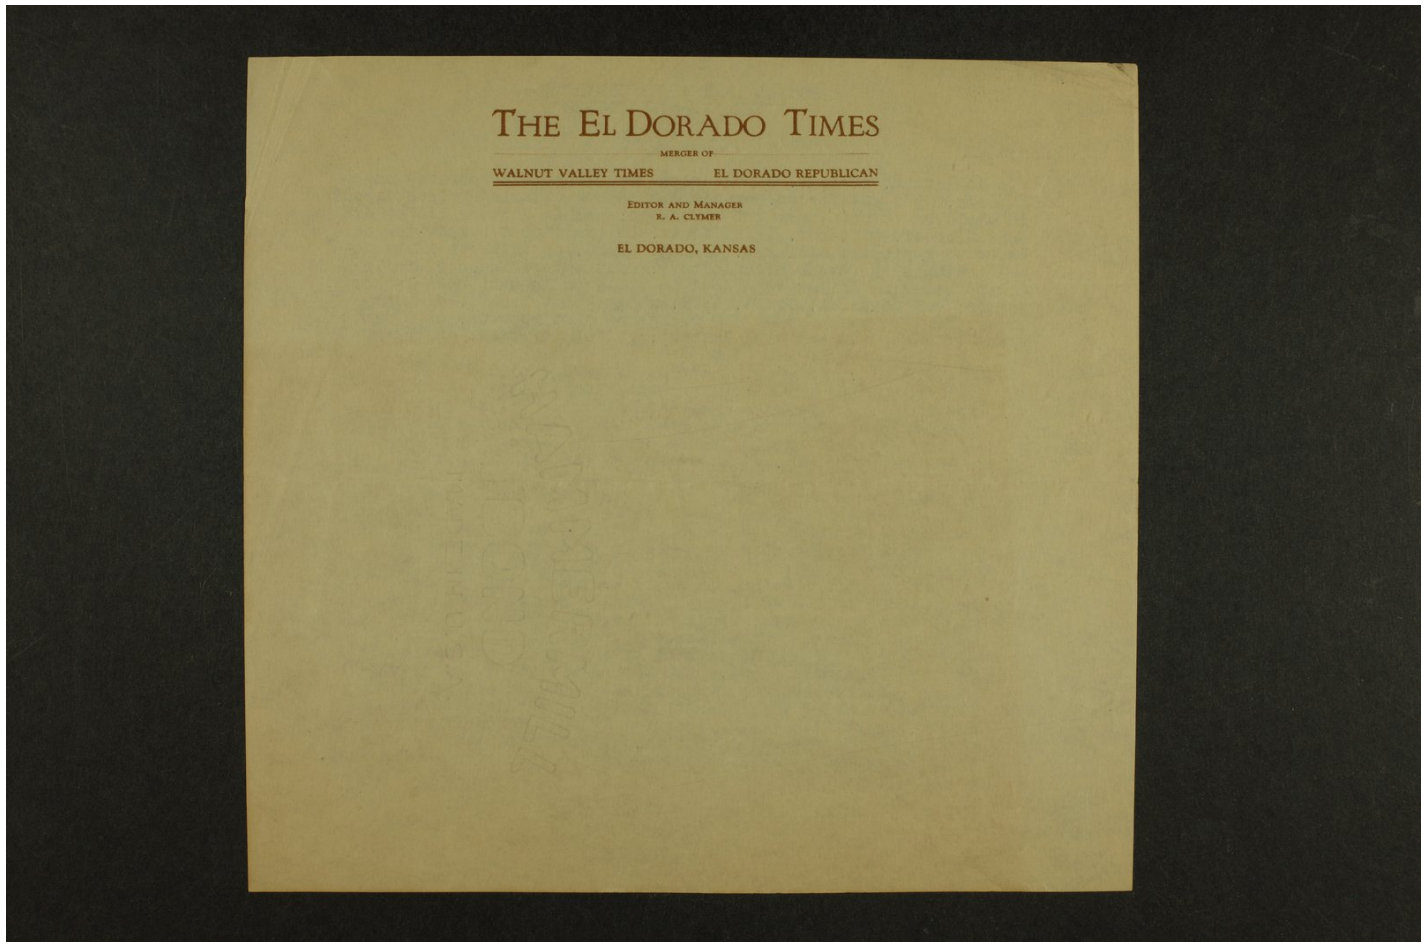 THE EL DORADO TIMES
MERGER OF
WALNUT VALLEY TIMES EL DORADO REPUBLICAN
EDITOR AND MANAGER
R. A. CLYMER
EL DORADO, KANSAS